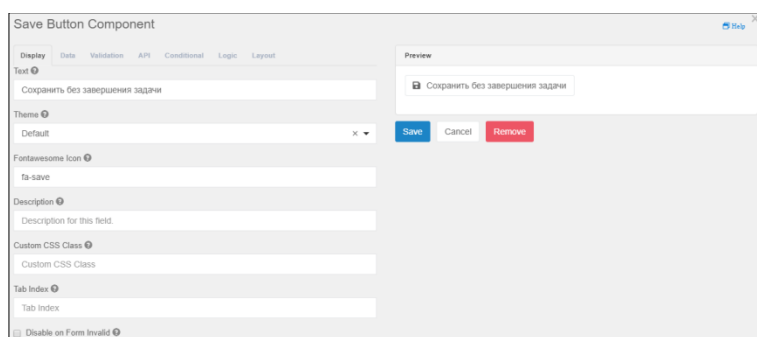 Save Button Component
Help
Display Data Validation API Conditional Logic Layout
Text
Сохранить без завершения задачи
Theme
Default
Fontawesome Icon
fa-save
Description
Description for this field.
Custom CSS Class
Custom CSS Class
Tab Index
Tab Index
Disable on Form Invalid
Preview
Сохранить без завершения задачи
Save Cancel Remove